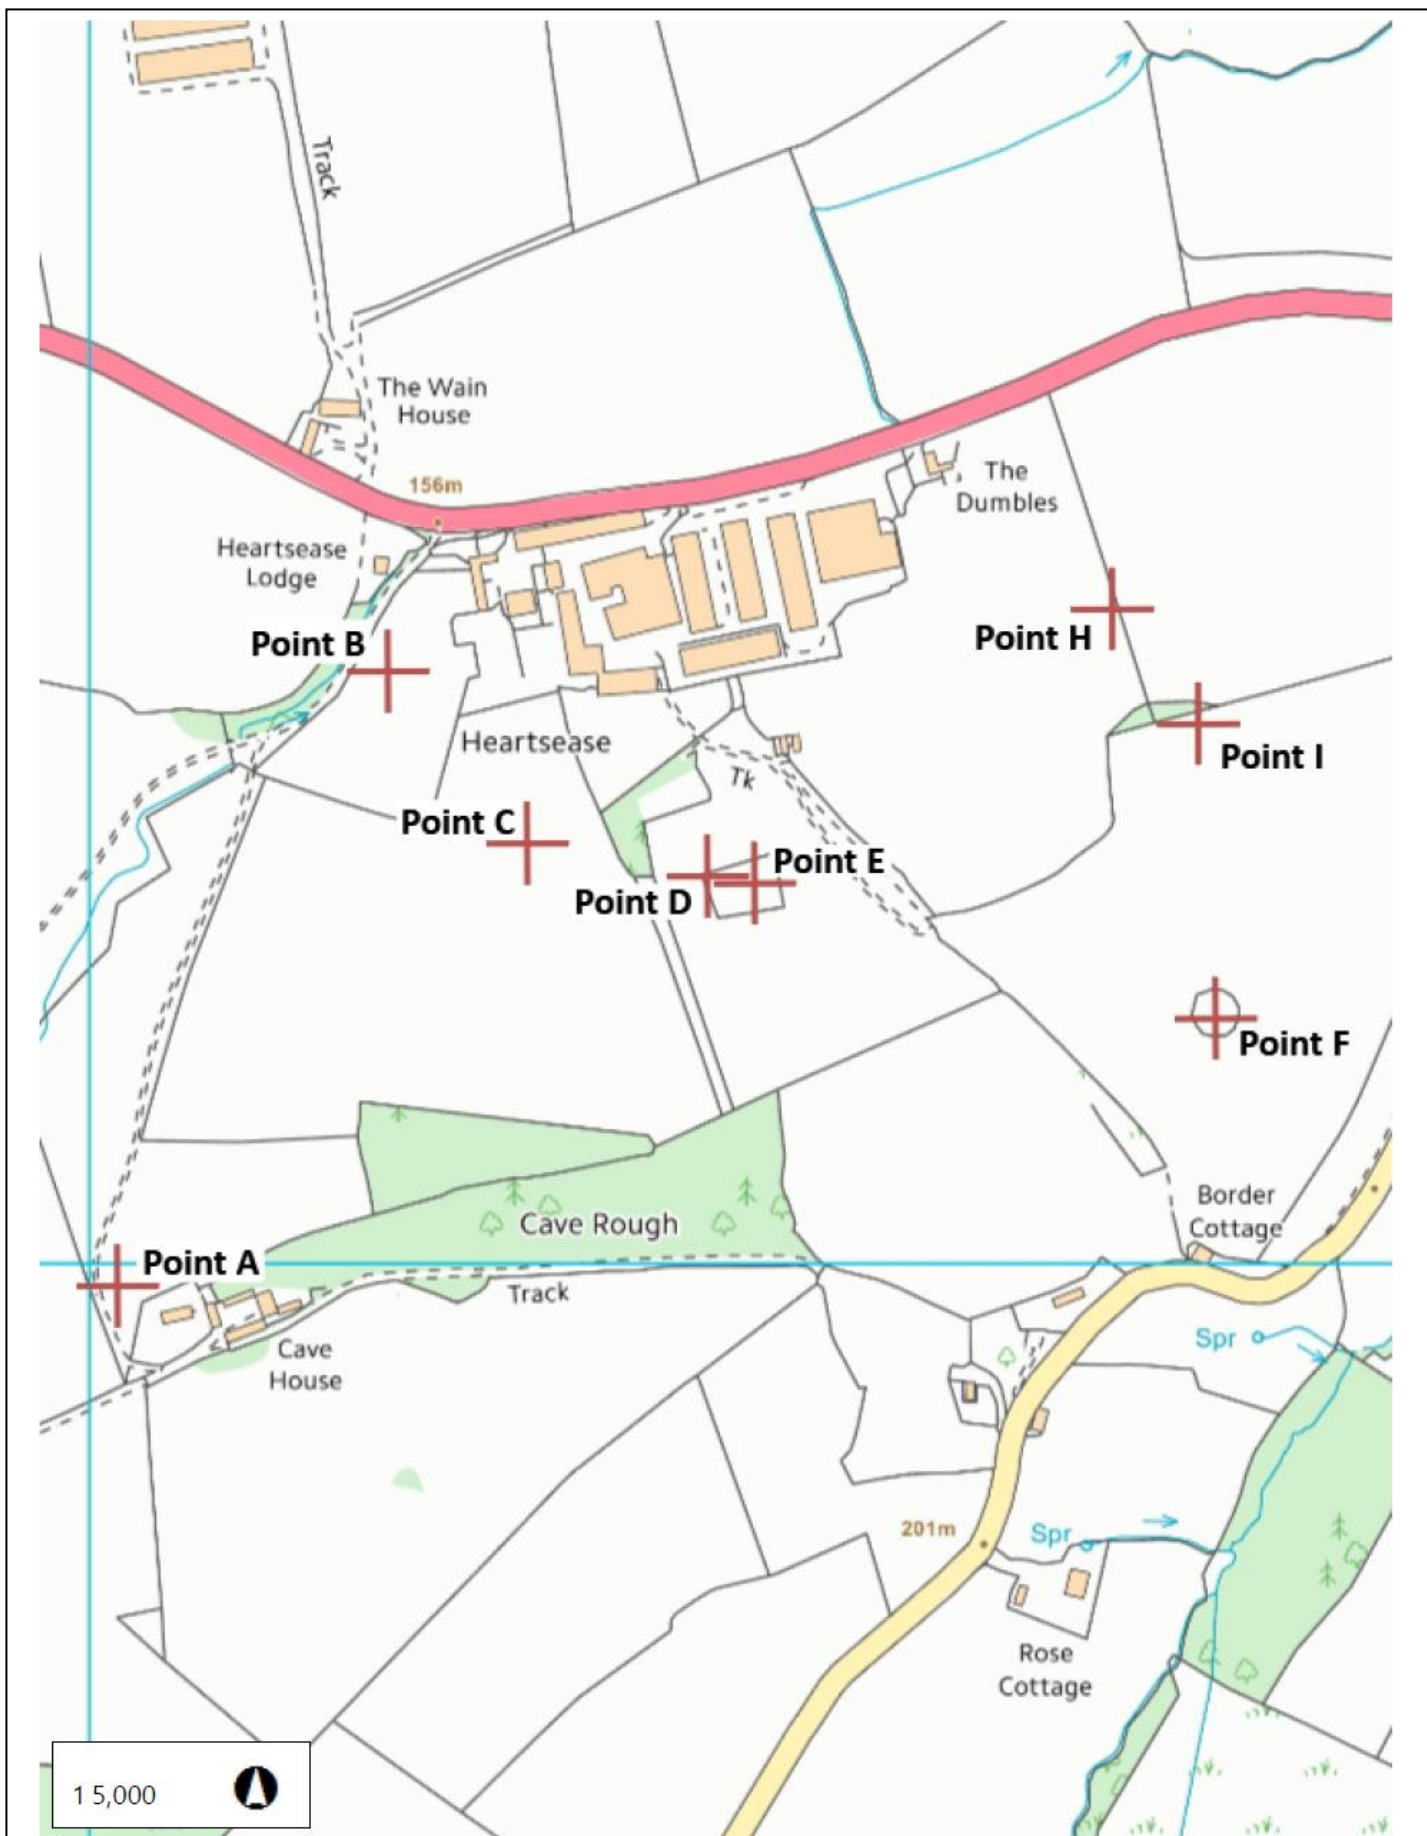 Track
The Wain
House
156m
The
Dumbles
Heartsease
Lodge
Point B
Point H
Heartsease
Point I
Tk
Point C
Point E
Point D
Point F
Border
Cottage
Cave Rough
Point A
Track
Spr
Cave
House
201m
Spr
Rose
Cottage
1 5,000